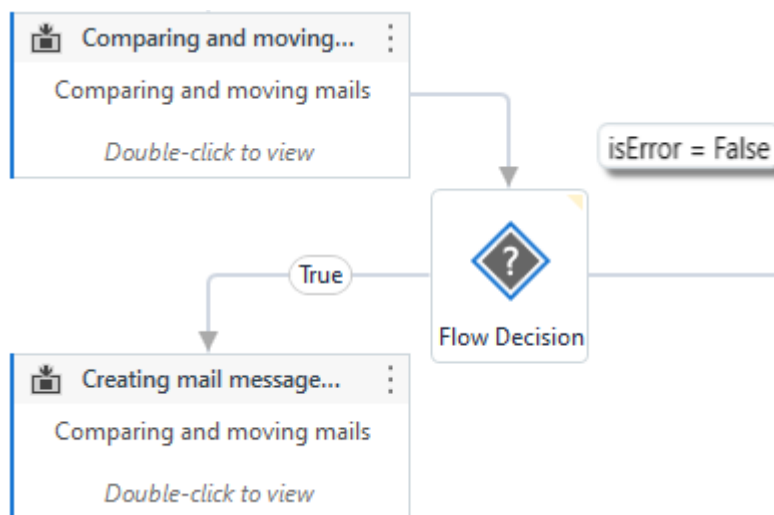 Comparing and moving...
Comparing and moving mails
Double-click to view
isError = False
?
True
Flow Decision
Creating mail message...
Comparing and moving mails
Double-click to view